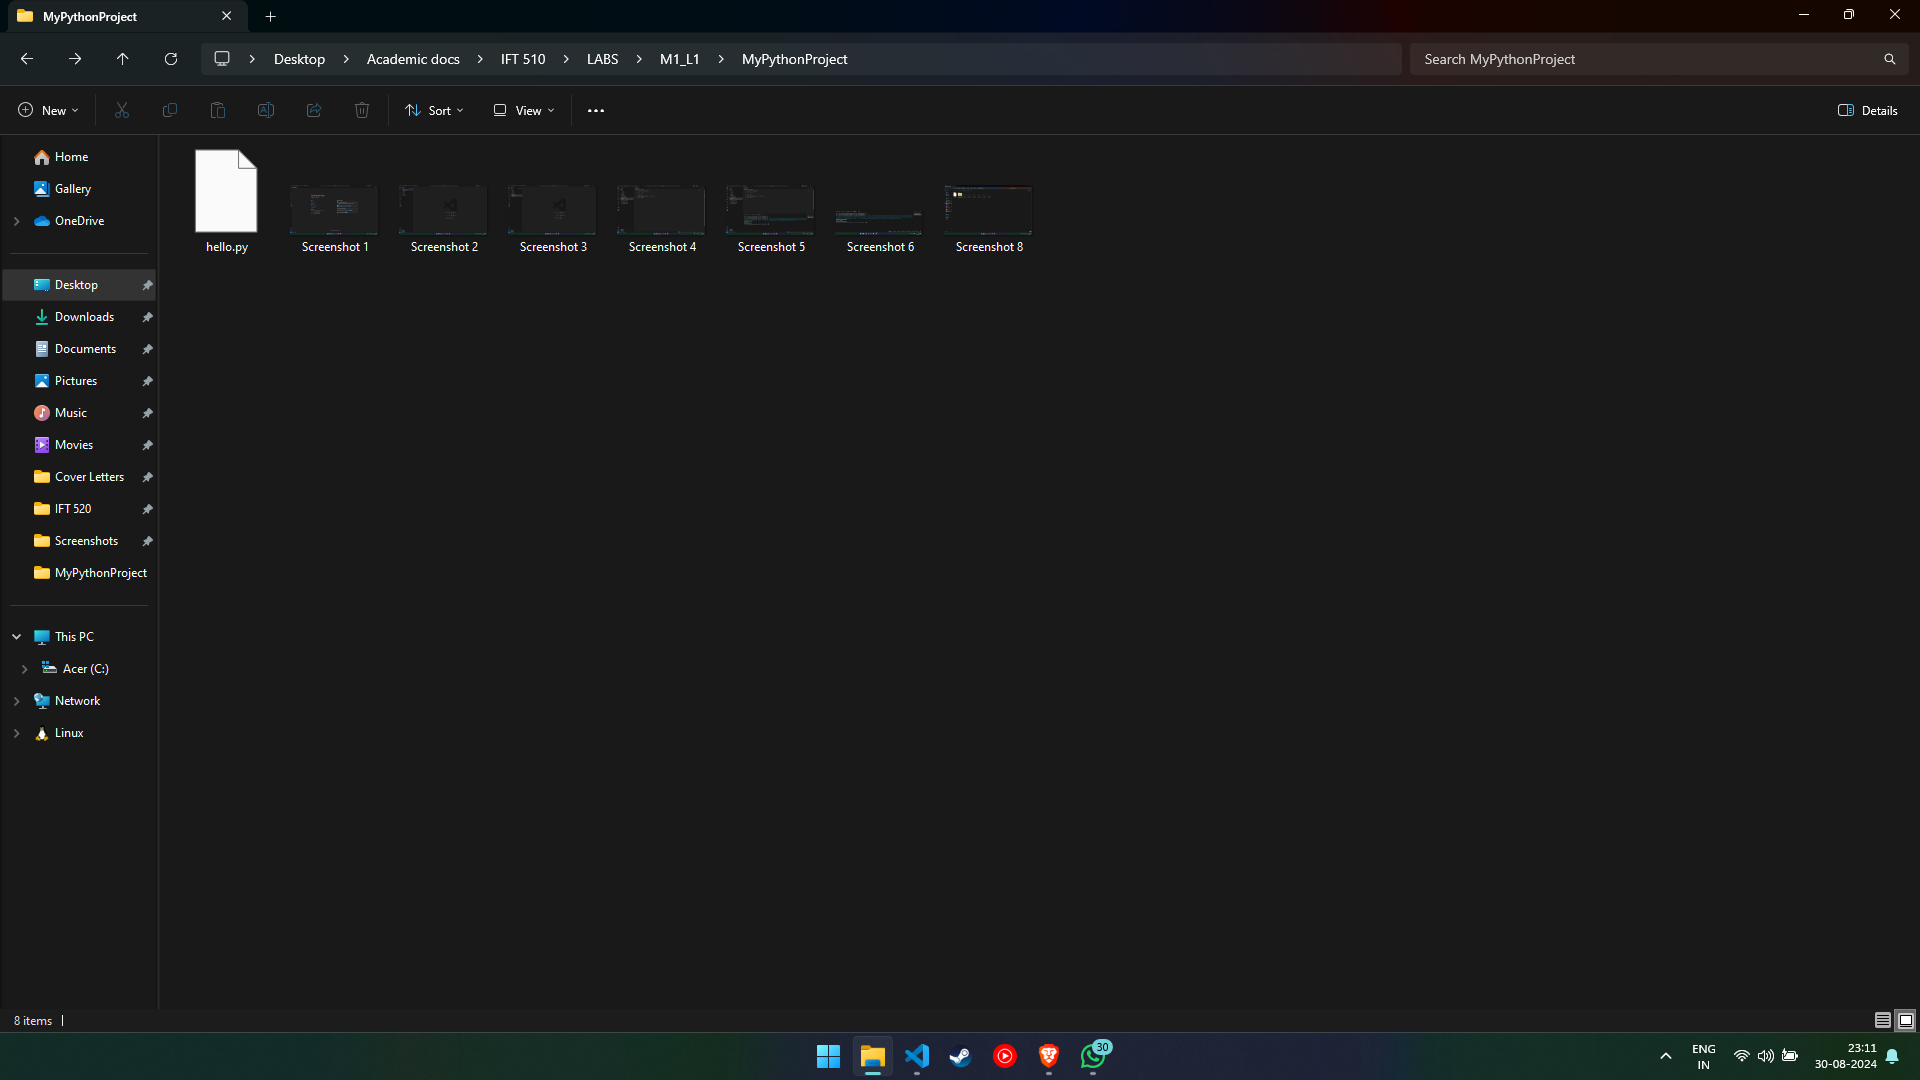 MyPythonProject
Desktop > Academic docs > IFT 510 > LABS > M1_L1 > MyPythonProject
Search MyPythonProject
New
Sort
View
Details
Home
Gallery
OneDrive
Desktop
Downloads
Documents
Pictures
Music
Movies
Cover Letters
IFT 520
Screenshots
MyPythonProject
This PC
Acer (C:)
Network
Linux
hello.py
Screenshot 1
Screenshot 2
Screenshot 3
Screenshot 4
Screenshot 5
Screenshot 6
Screenshot 8
8 items
30
ENG
IN
23:11
30-08-2024